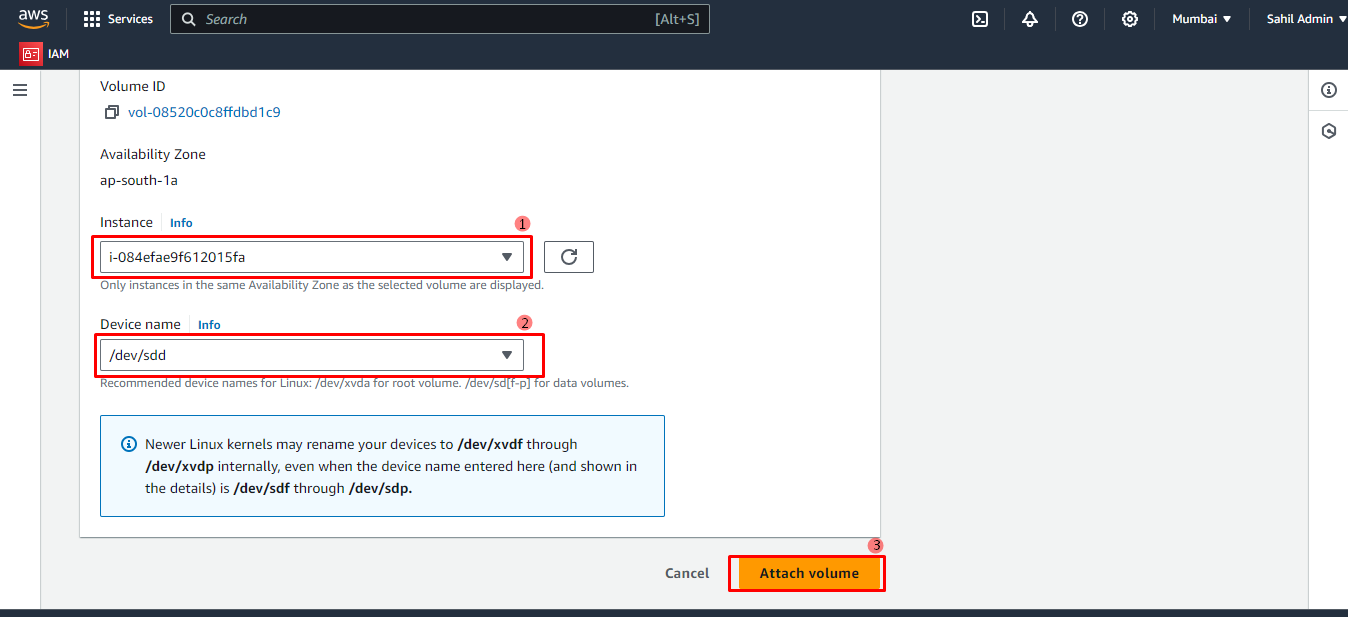 aws
Services
Search
[Alt+S]
Mumbai
Sahil Admin
IAM
Volume ID
vol-08520c0c8ffdbd1c9
Availability Zone
ap-south-1a
Instance Info
1
i-084efae9f612015fa
Only instances in the same Availability Zone as the selected volume are displayed.
Device name Info
2
/dev/sdd
Recommended device names for Linux: /dev/xvda for root volume. /dev/sd[f-p] for data volumes.
Newer Linux kernels may rename your devices to /dev/xvdf through
/dev/xvdp internally, even when the device name entered here (and shown in
the details) is /dev/sdf through /dev/sdp.
3
Cancel
Attach volume